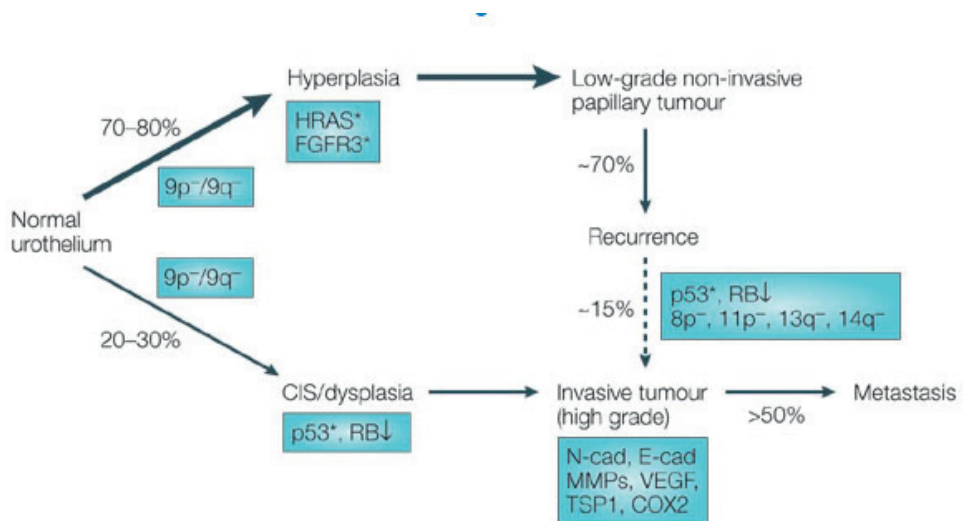 Hyperplasia
HRAS*
FGFR3*
Low-grade non-invasive
papillary tumour
70–80%
9p⁻/9q⁻
~70%
Normal
urothelium
Recurrence
9p⁻/9q⁻
20–30%
~15%
p53*, RB↓
8p⁻, 11p⁻, 13q⁻, 14q⁻
CIS/dysplasia
p53*, RB↓
Invasive tumour
(high grade)
>50%
Metastasis
N-cad, E-cad
MMPs, VEGF,
TSP1, COX2